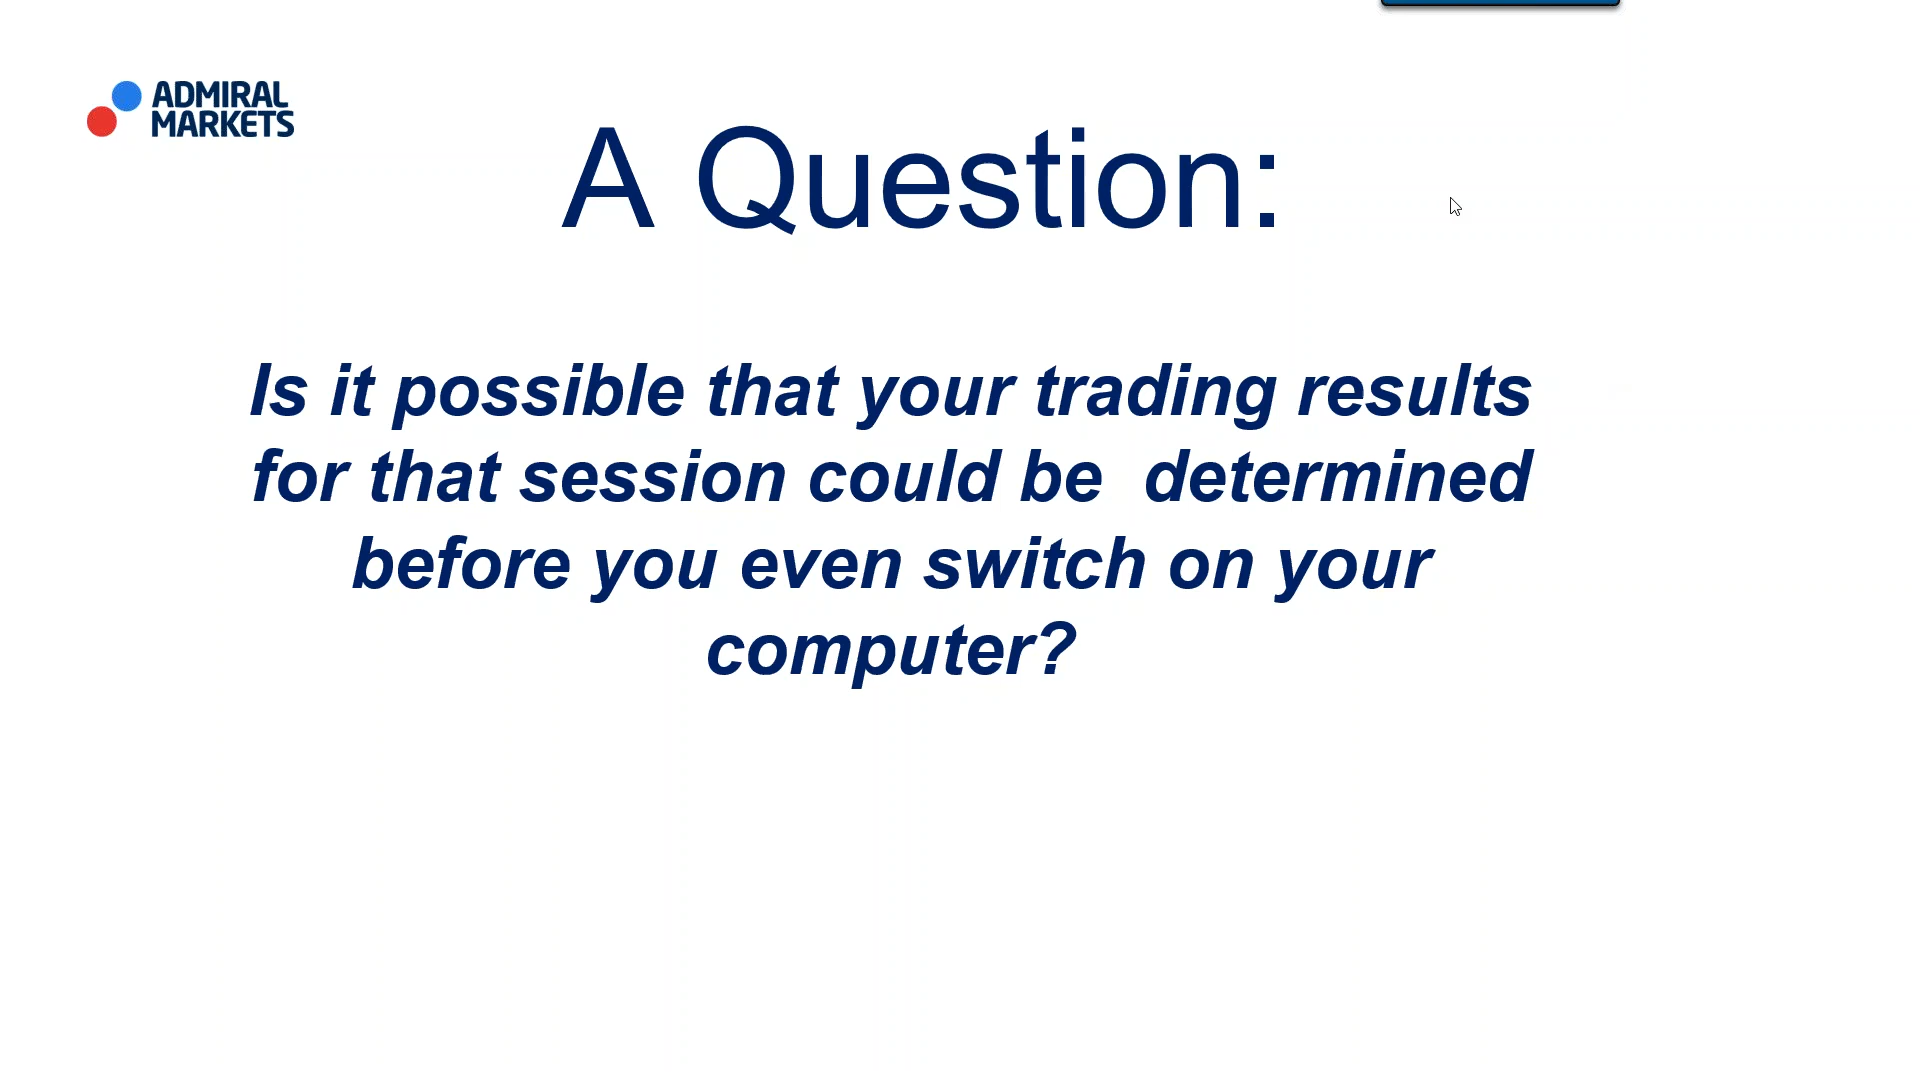 ADMIRAL
MARKETS
A Question:
Is it possible that your trading results
for that session could be  determined
before you even switch on your
computer?